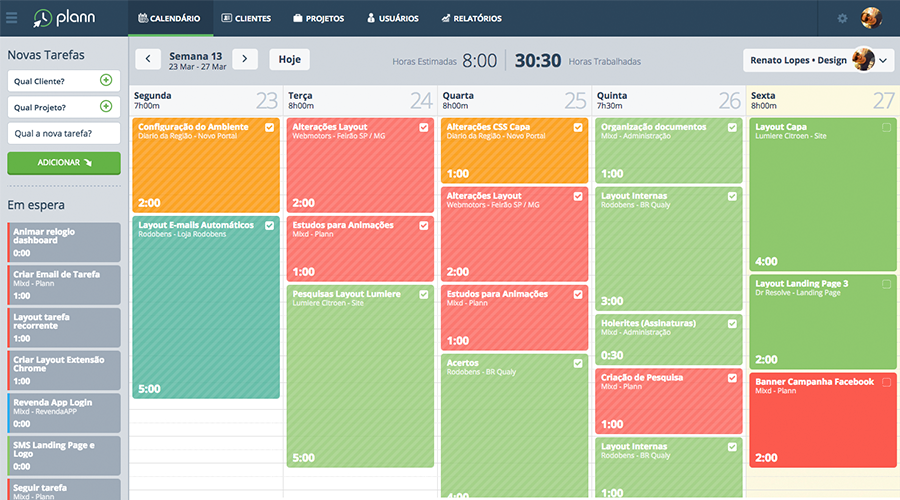 plann
CALENDÁRIO
CLIENTES
PROJETOS
USUÁRIOS
RELATÓRIOS
Novas Tarefas
Qual Cliente?
Qual Projeto?
Qual a nova tarefa?
ADICIONAR
Em espera
Animar relogio
dashboard
0:00
Criar Email de Tarefa
Mixd - Plann
1:00
Layout tarefa
recorrente
1:00
Criar Layout Extensão
Chrome
1:00
Revenda App Login
Mixd - RevendaAPP
0:00
SMS Landing Page e
Logo
0:00
Seguir tarefa
Mixd - Plann
Semana 13
23 Mar - 27 Mar
Hoje
Horas Estimadas 8:00
30:30 Horas Trabalhadas
Renato Lopes • Design
Segunda
7h00m
23
Configuração do Ambiente
Diario da Região - Novo Portal
2:00
Layout E-mails Automáticos
Rodobens - Loja Rodobens
5:00
Terça
8h00m
24
Alterações Layout
Webmotors - Feirão SP / MG
2:00
Estudos para Animações
Mixd - Plann
1:00
Pesquisas Layout Lumiere
Lumiere Citroen - Site
5:00
Quarta
8h00m
25
Alterações CSS Capa
Diario da Região - Novo Portal
1:00
Alterações Layout
Webmotors - Feirão SP / MG
2:00
Estudos para Animações
Mixd - Plann
1:00
Acertos
Rodobens - BR Qualy
4:00
Quinta
7h30m
26
Organização documentos
Mixd - Administração
1:00
Layout Internas
Rodobens - BR Qualy
3:00
Holerites (Assinaturas)
Mixd - Administração
0:30
Criação de Pesquisa
Mixd - Plann
1:00
Layout Internas
Rodobens - BR Qualy
1:00
Sexta
8h00m
27
Layout Capa
Lumiere Citroen - Site
4:00
Layout Landing Page 3
Dr Resolve - Landing Page
2:00
Banner Campanha Facebook
Mixd - Plann
2:00